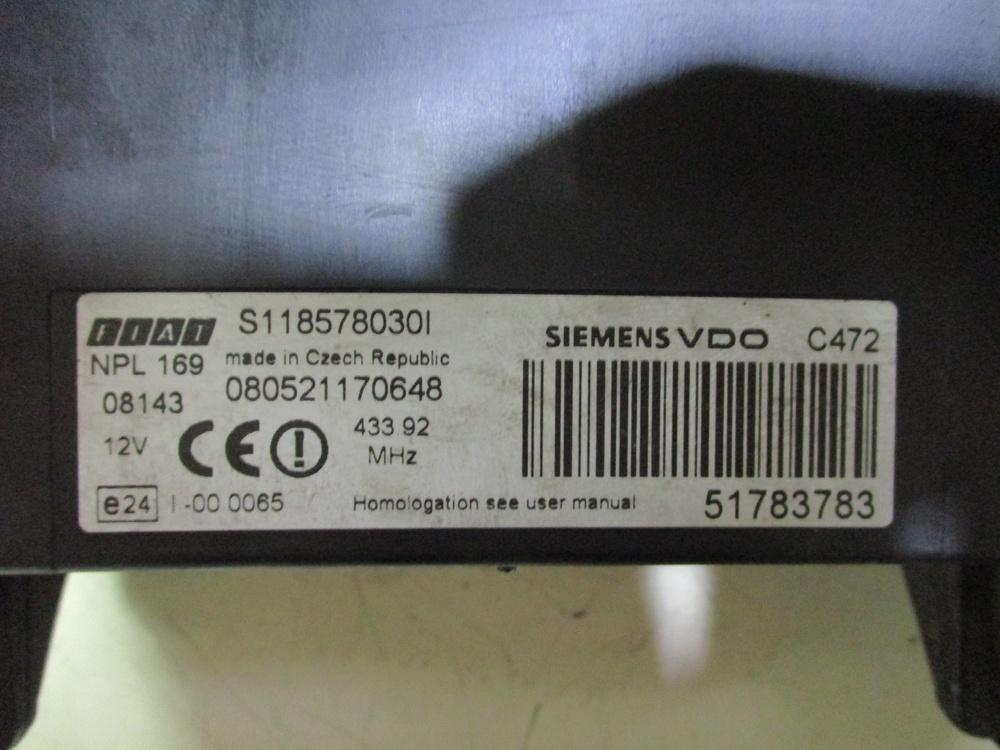 FIAT S118578030I
NPL 169 made in Czech Republic
08143 080521170648
12V CE 433.92
MHz
e24 I -00 0065 Homologation see user manual
SIEMENS VDO C472
51783783